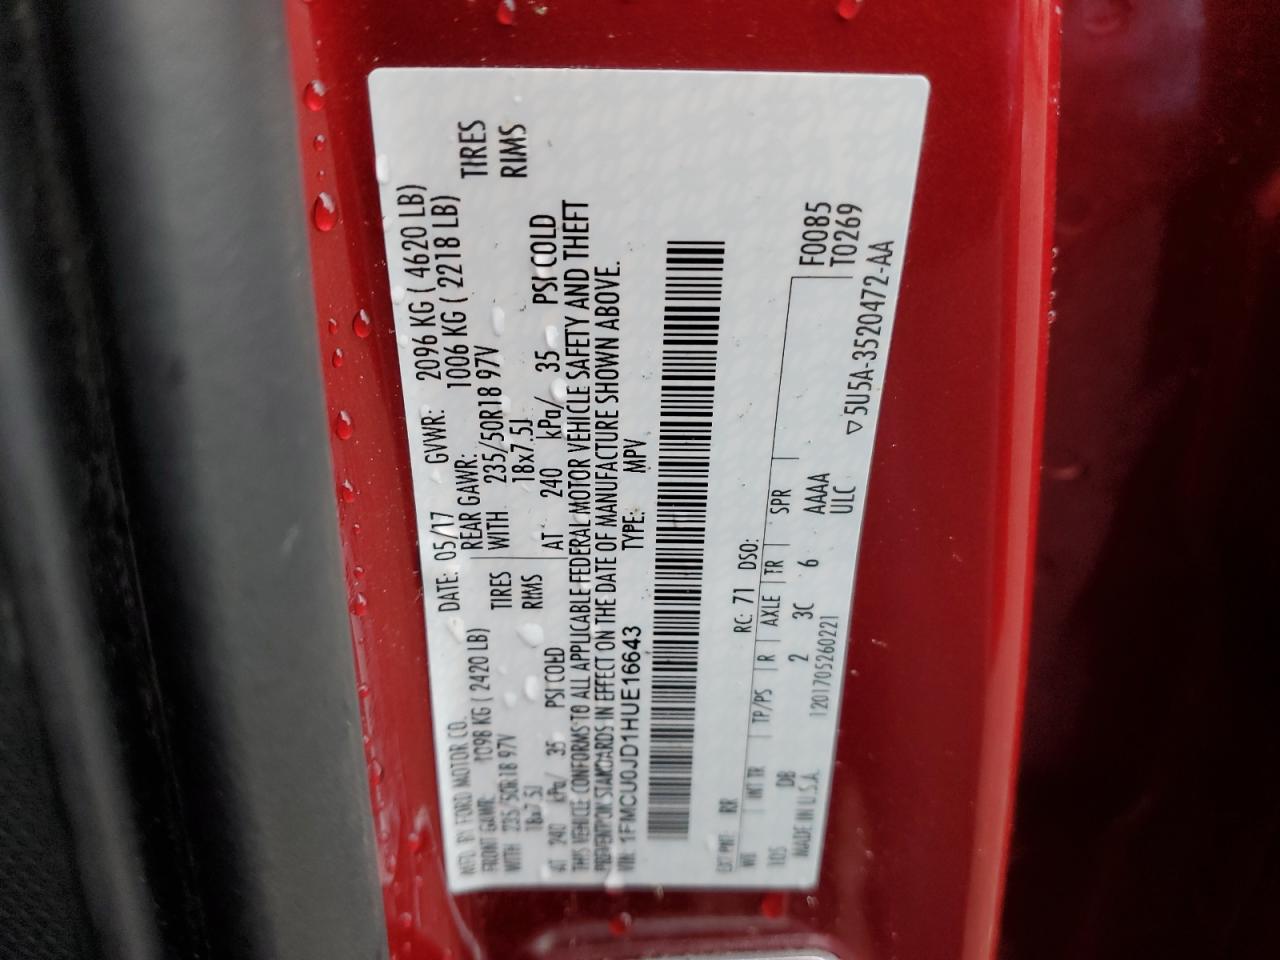 MFD. BY FORD MOTOR CO. DATE: 05/17 GVWR: 2096 KG ( 4620 LB)
FRONT GAWR: 1098 KG ( 2420 LB) REAR GAWR: 1006 KG ( 2218 LB)
WITH 235/50R18 97V TIRES WITH 235/50R18 97V TIRES
18x7.5J RIMS 18x7.5J RIMS
AT 240 kPa/ 35 PSI COLD AT 240 kPa/ 35 PSI COLD
THIS VEHICLE CONFORMS TO ALL APPLICABLE FEDERAL MOTOR VEHICLE SAFETY AND THEFT
PREVENTION STANDARDS IN EFFECT ON THE DATE OF MANUFACTURE SHOWN ABOVE.
VIN: 1FMCU0JD1HUE16643 TYPE: MPV
EXT PNT: RR RC: 71 DSO: F0085
WB INT TR TP/PS R AXLE TR SPR T0269
105 DB 2 3C 6 AAAA
MADE IN U.S.A. 1201705260221 ULC ▽5U5A-3520472-AA